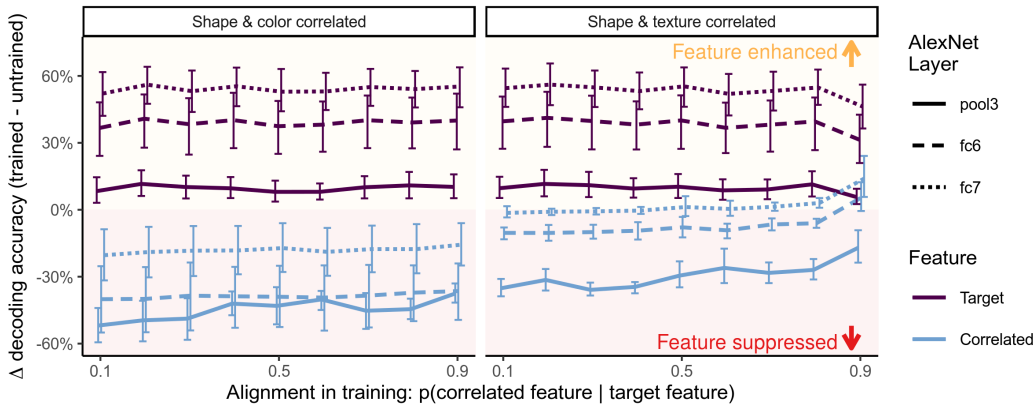 Shape & color correlated
Shape & texture correlated
Feature enhanced
Feature suppressed
60%
30%
0%
-30%
-60%
Δ decoding accuracy (trained - untrained)
0.1
0.5
0.9
0.1
0.5
0.9
Alignment in training: p(correlated feature | target feature)
AlexNet
Layer
pool3
fc6
fc7
Feature
Target
Correlated